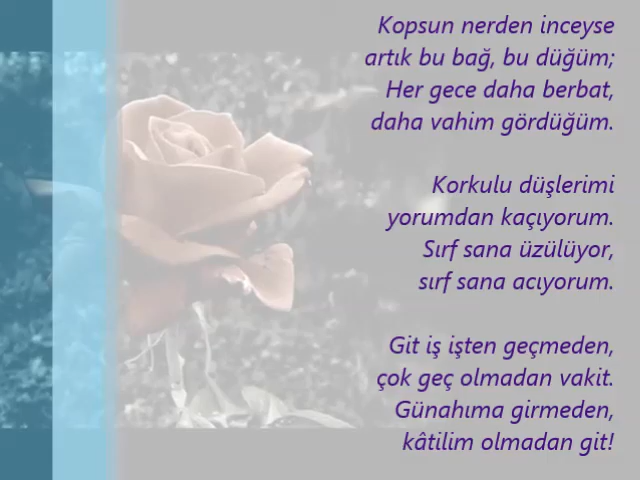 Kopsun nerden inceyse
artık bu bağ, bu düğüm;
Her gece daha berbat,
daha vahim gördüğüm.
Korkulu düşlerimi
yorumdan kaçıyorum.
Sırf sana üzülüyor,
sırf sana acıyorum.
Git iş işten geçmeden,
çok geç olmadan vakit.
Günahıma girmeden,
kâtilim olmadan git!